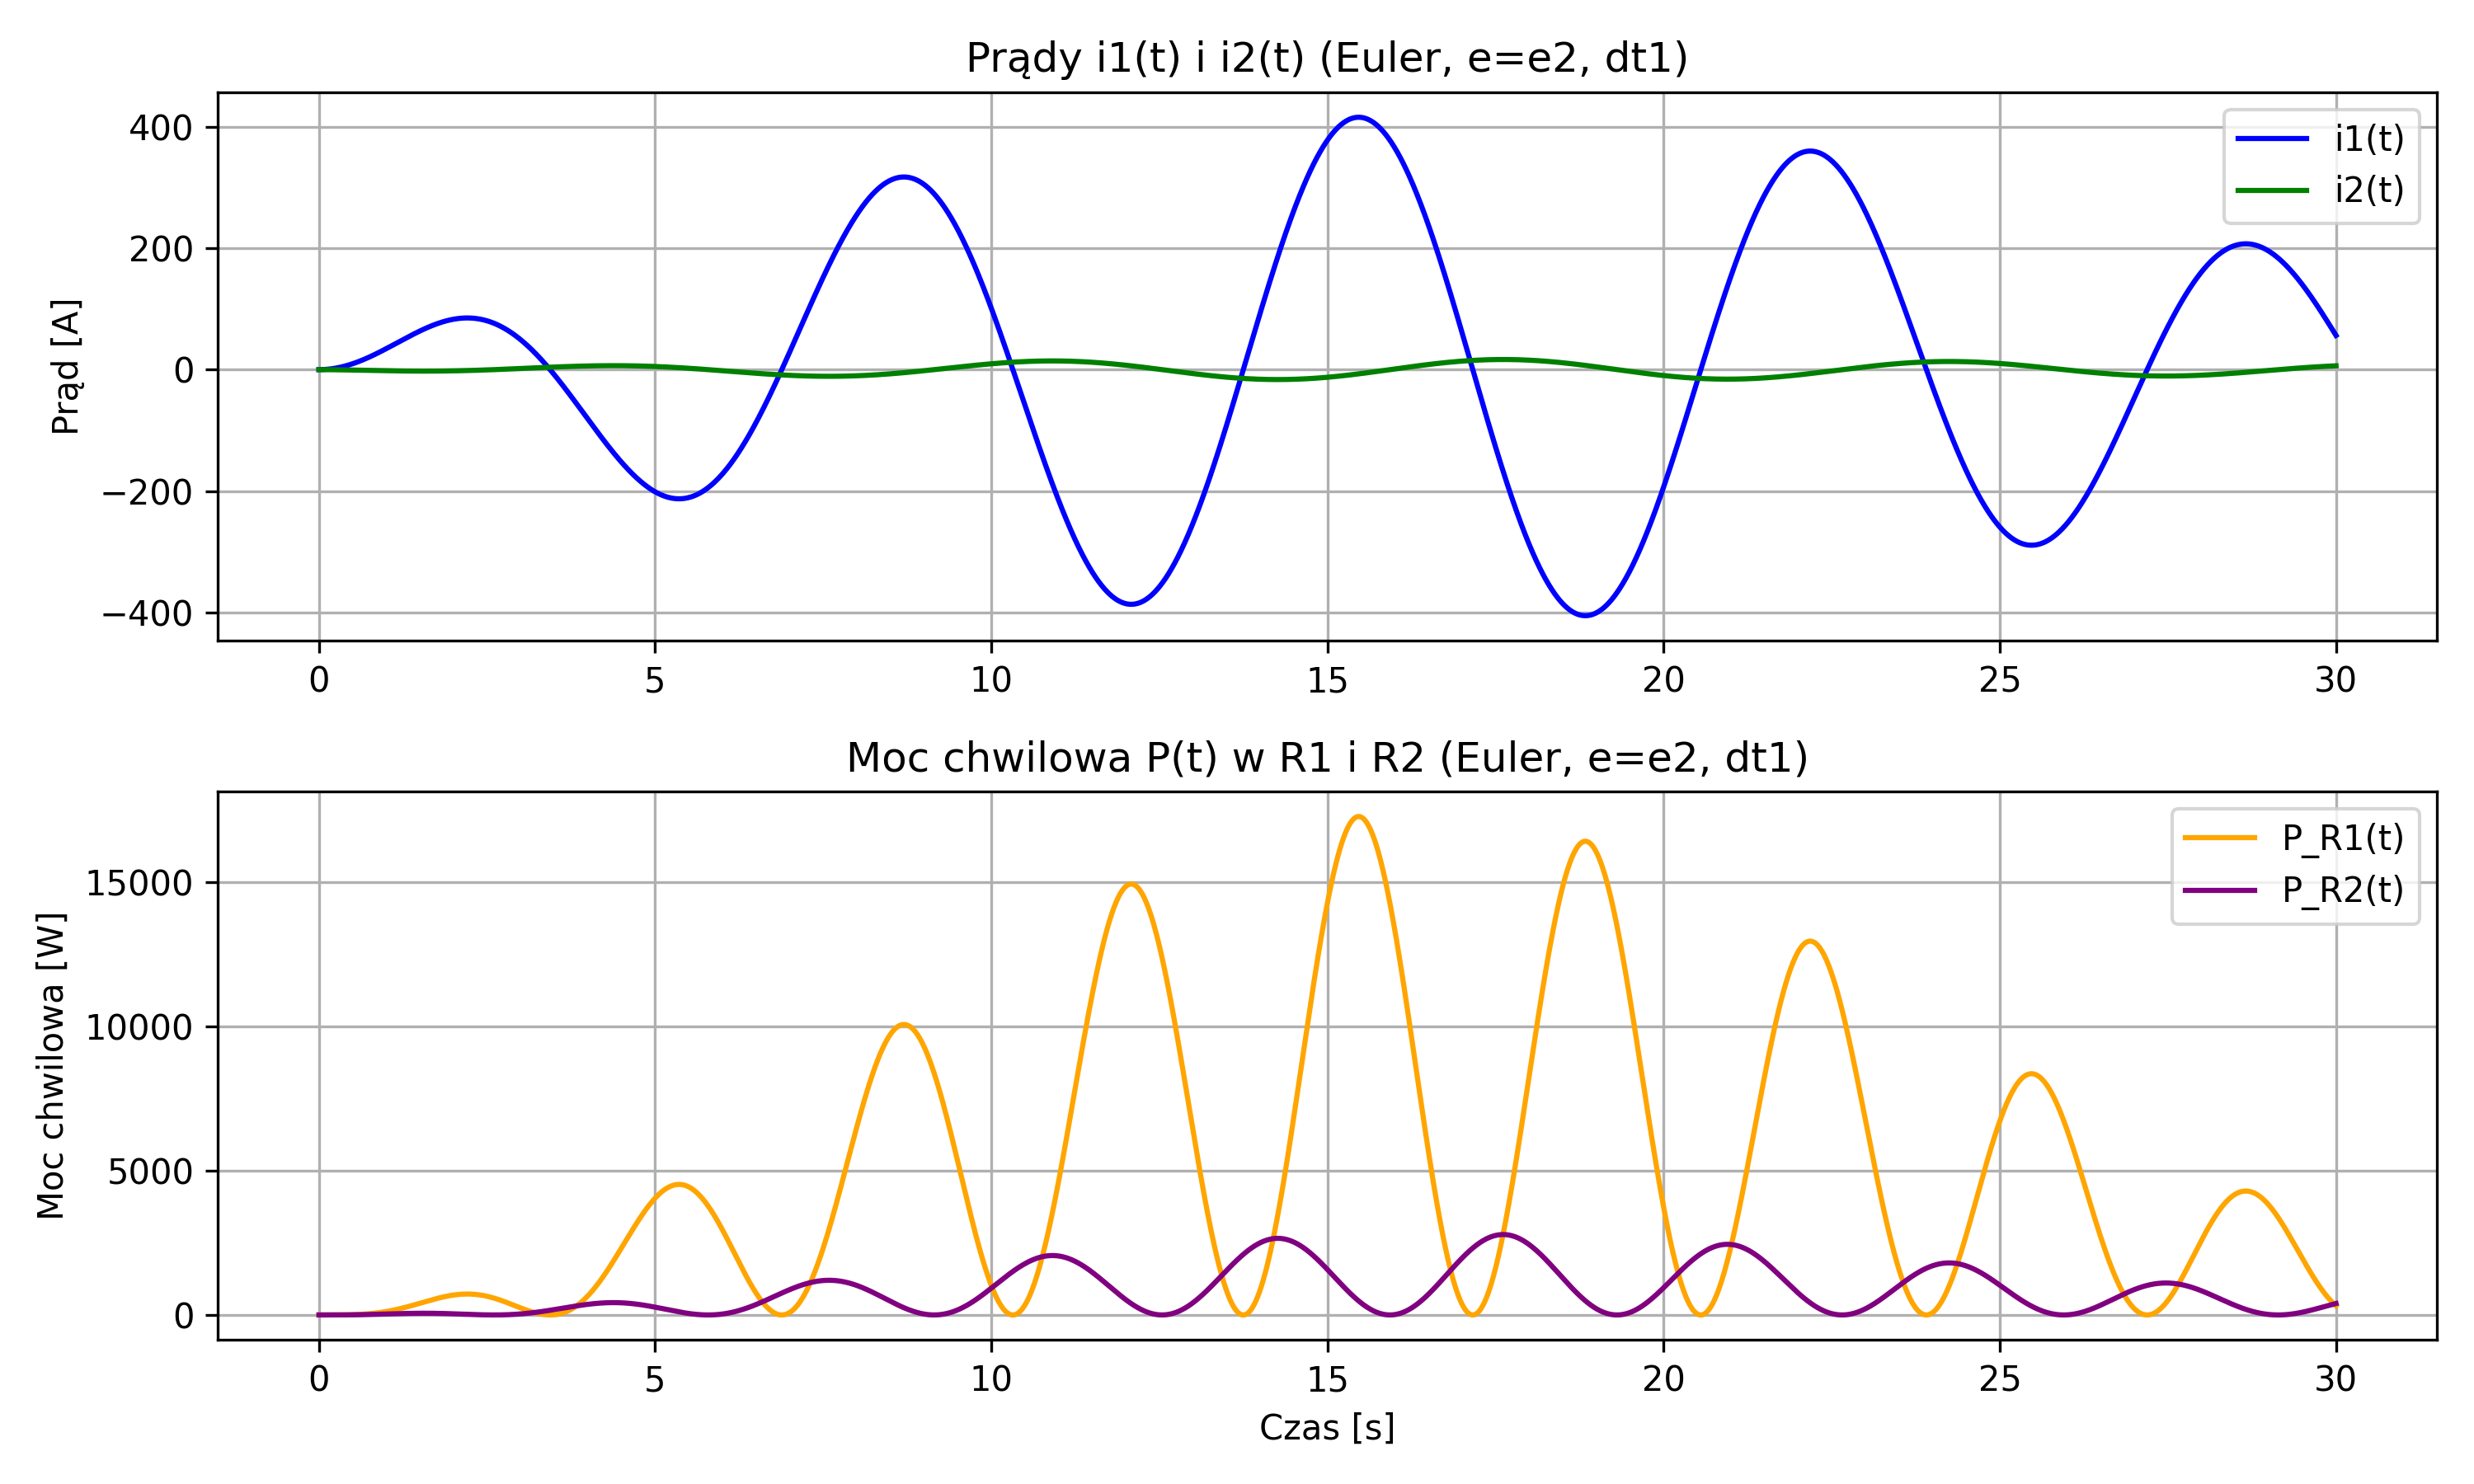 Prądy i1(t) i i2(t) (Euler, e=e2, dt1)
400
200
0
−200
−400
Prąd [A]
i1(t)
i2(t)
0 5 10 15 20 25 30
Moc chwilowa P(t) w R1 i R2 (Euler, e=e2, dt1)
15000
10000
5000
0
Moc chwilowa [W]
P_R1(t)
P_R2(t)
0 5 10 15 20 25 30
Czas [s]